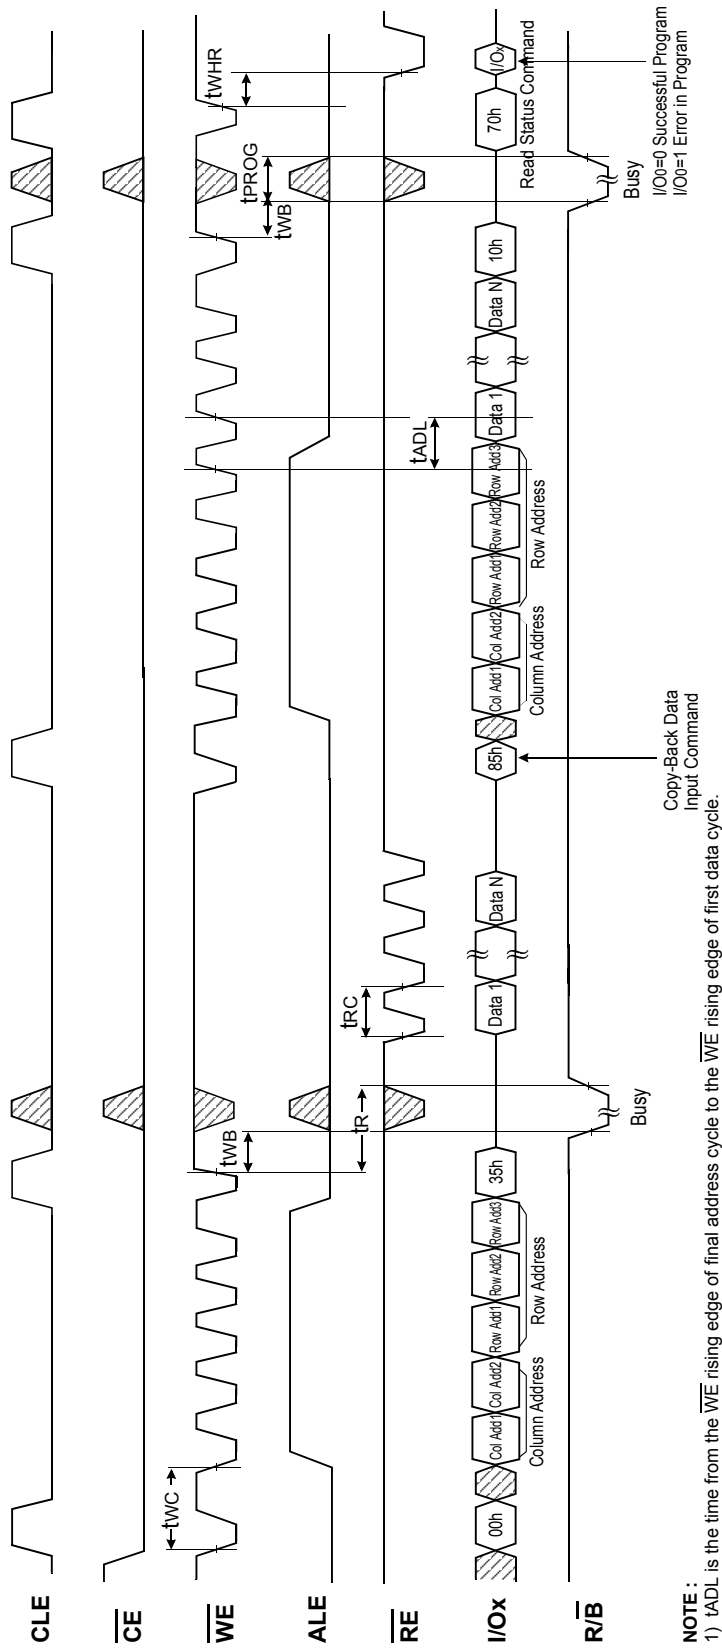 CLE
CE
WE
tWC
tWB
tWB
tPROG
tWHR
ALE
tR
tADL
RE
tRC
I/Ox
00h
Col Add1
Col Add2
Row Add1
Row Add2
Row Add3
35h
Data 1
Data N
85h
Col Add1
Col Add2
Row Add1
Row Add2
Row Add3
Data 1
Data N
10h
70h
I/Ox
Column Address
Row Address
Column Address
Row Address
Read Status Command
R/B
Busy
Busy
Copy-Back Data
Input Command
I/O0=0 Successful Program
I/O0=1 Error in Program
NOTE :
1) tADL is the time from the WE rising edge of final address cycle to the WE rising edge of first data cycle.